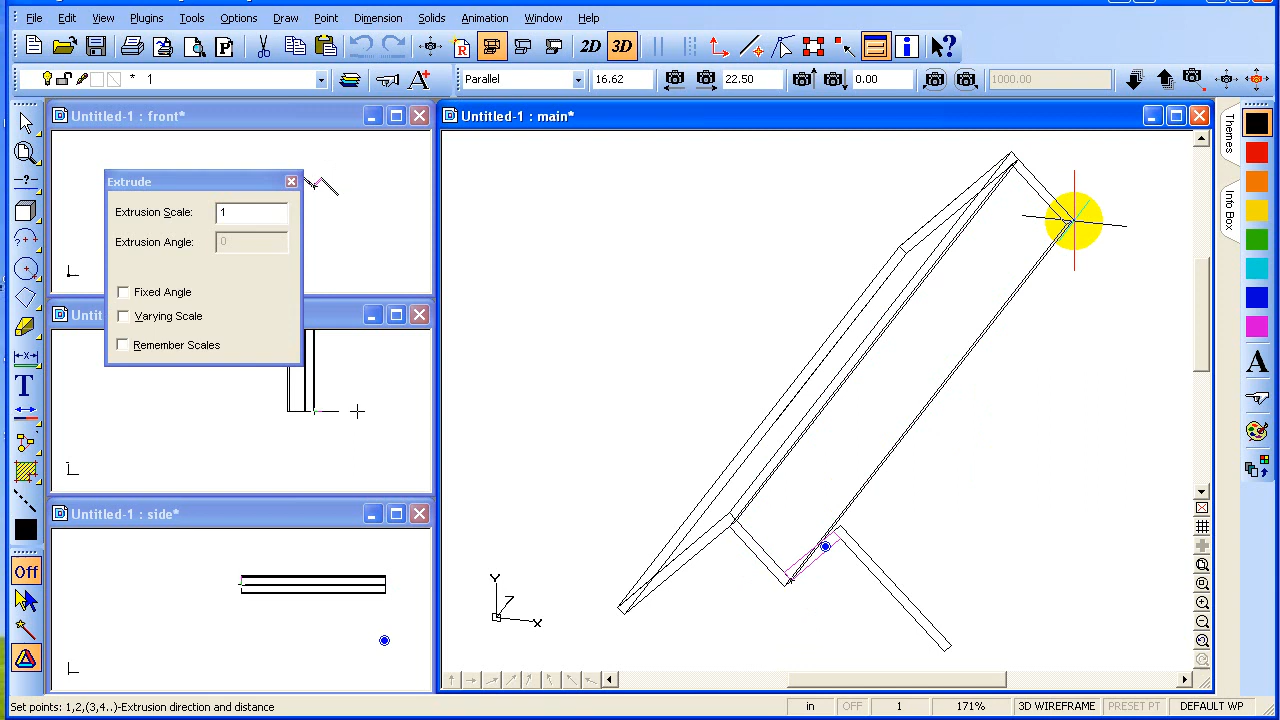 File Edit View Plugins Tools Options Draw Point Dimension Solids Animation Window Help
2D 3D
* 1 Parallel 16.62 22.50 0.00 1000.00
Untitled-1 : front*
Untitled-1 : main*
Themes
Info Box
Extrude
Extrusion Scale: 1
Extrusion Angle: 0
Fixed Angle
Varying Scale
Remember Scales
Untit
Untitled-1 : side*
Off
Y
Z
X
Set points: 1,2,(3,4..)-Extrusion direction and distance in OFF 1 171% 3D WIREFRAME PRESET PT DEFAULT WP